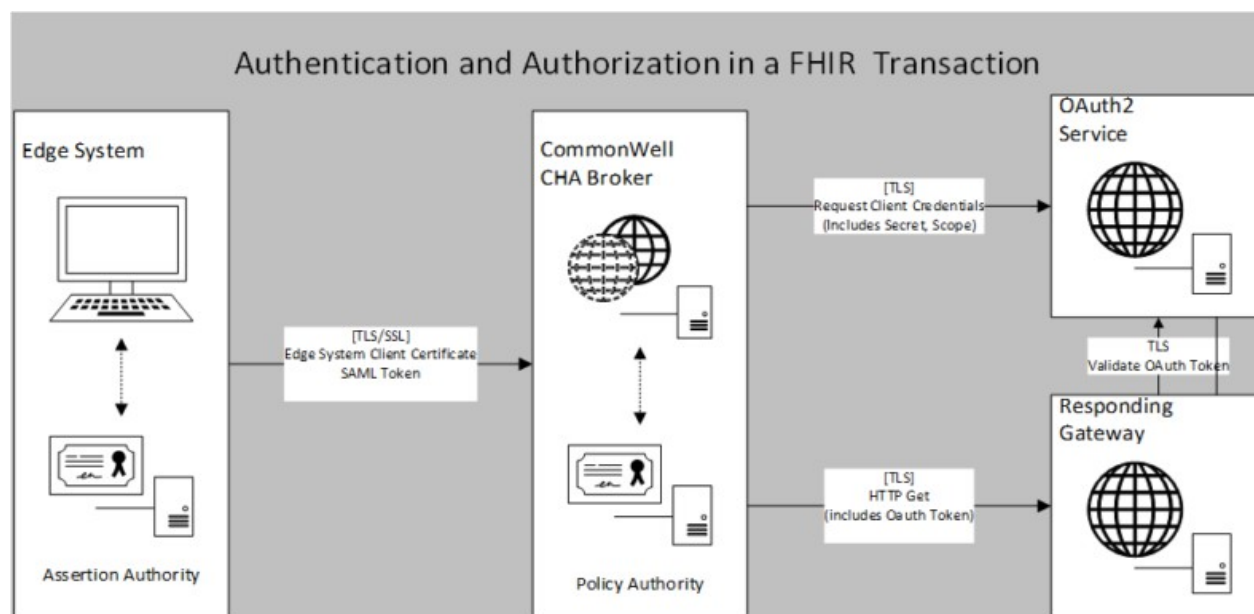 Authentication and Authorization in a FHIR Transaction
Edge System
Assertion Authority
[TLS/SSL]
Edge System Client Certificate
SAML Token
CommonWell
CHA Broker
Policy Authority
[TLS]
Request Client Credentials
(Includes Secret, Scope)
[TLS]
HTTP Get
(includes Oauth Token)
OAuth2
Service
TLS
Validate OAuth Token
Responding
Gateway